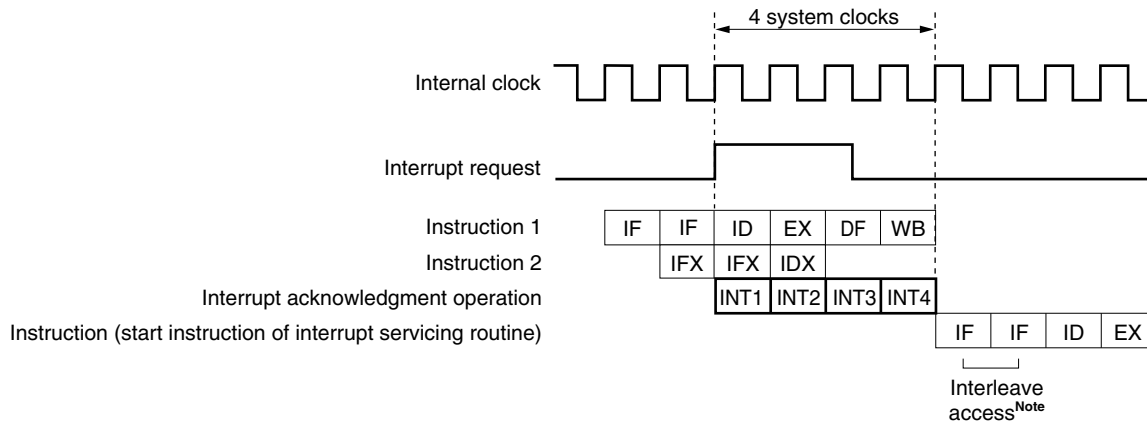 4 system clocks
Internal clock
Interrupt request
Instruction 1 IF IF ID EX DF WB
Instruction 2 IFX IFX IDX
Interrupt acknowledgment operation INT1 INT2 INT3 INT4
Instruction (start instruction of interrupt servicing routine) IF IF ID EX
Interleave
accessNote